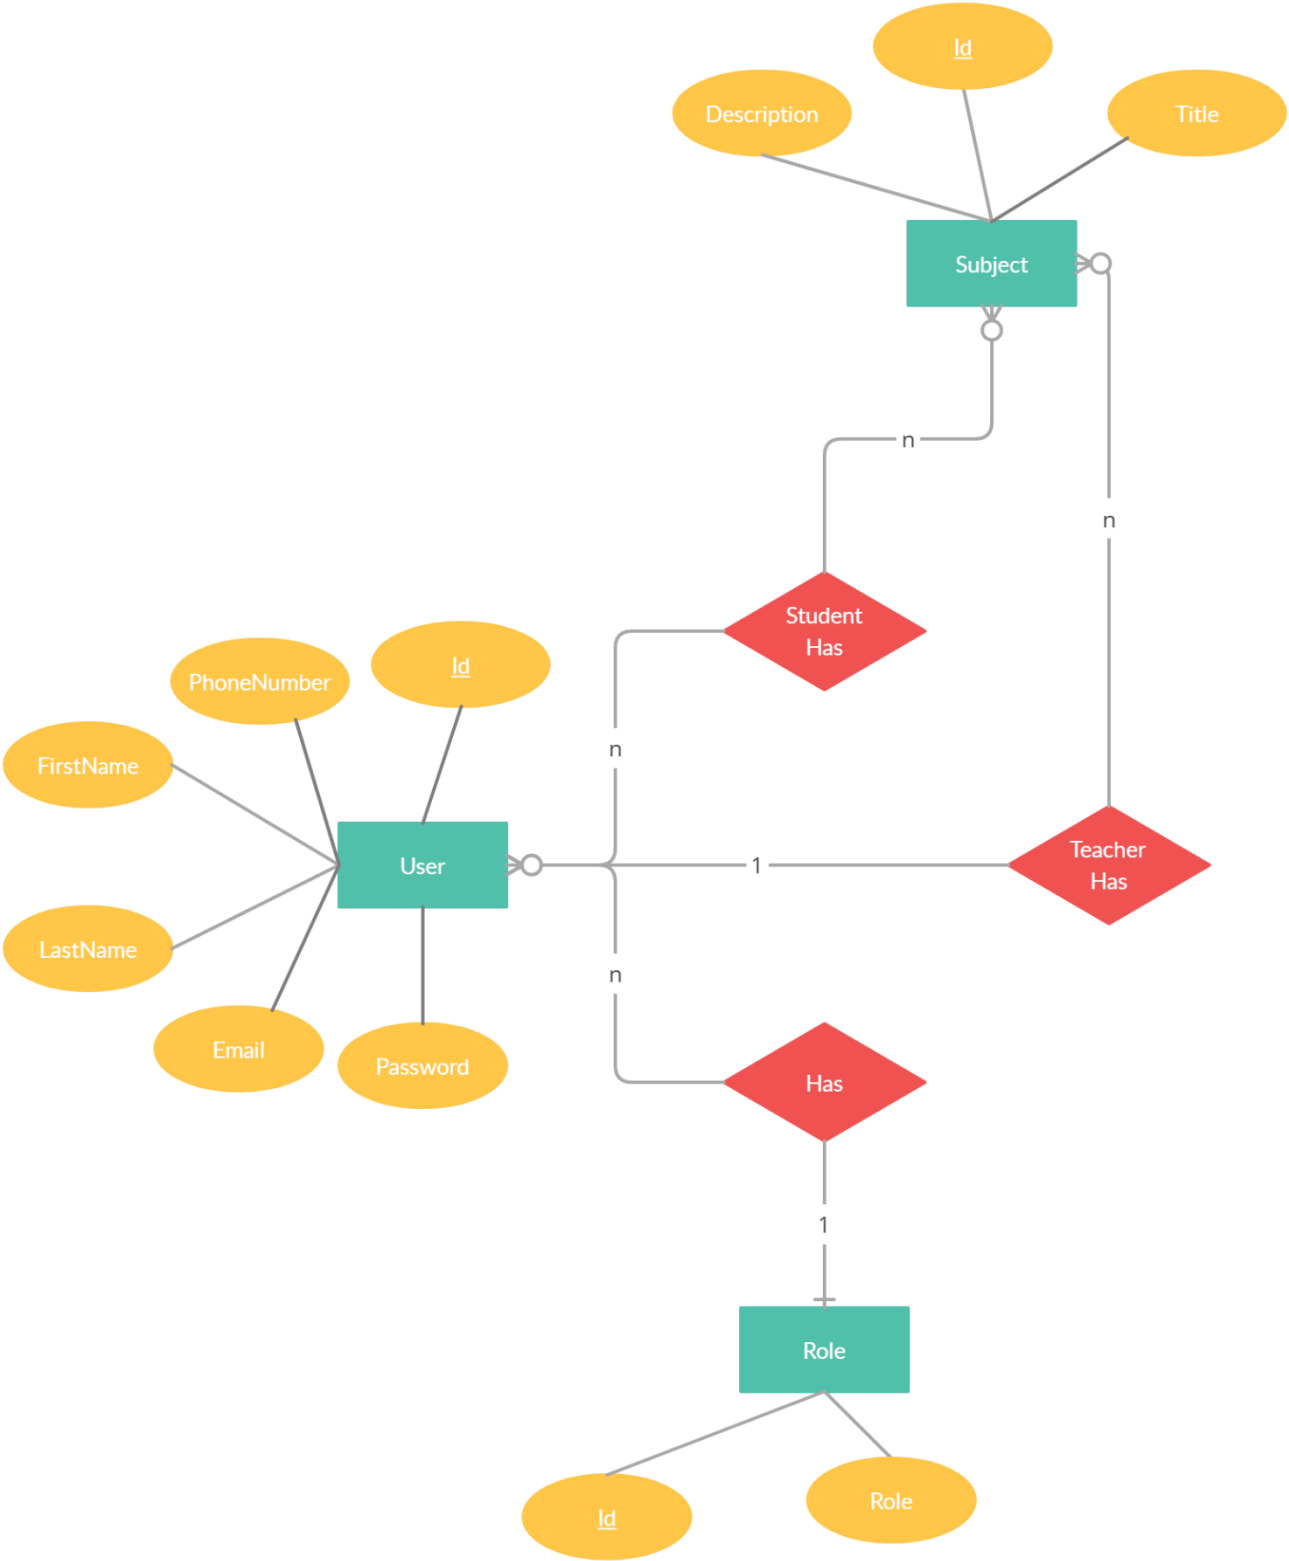 Id
Description
Title
Subject
n
n
Student
Has
Id
PhoneNumber
n
FirstName
User
1
Teacher
Has
LastName
n
Email
Password
Has
1
Role
Id
Role